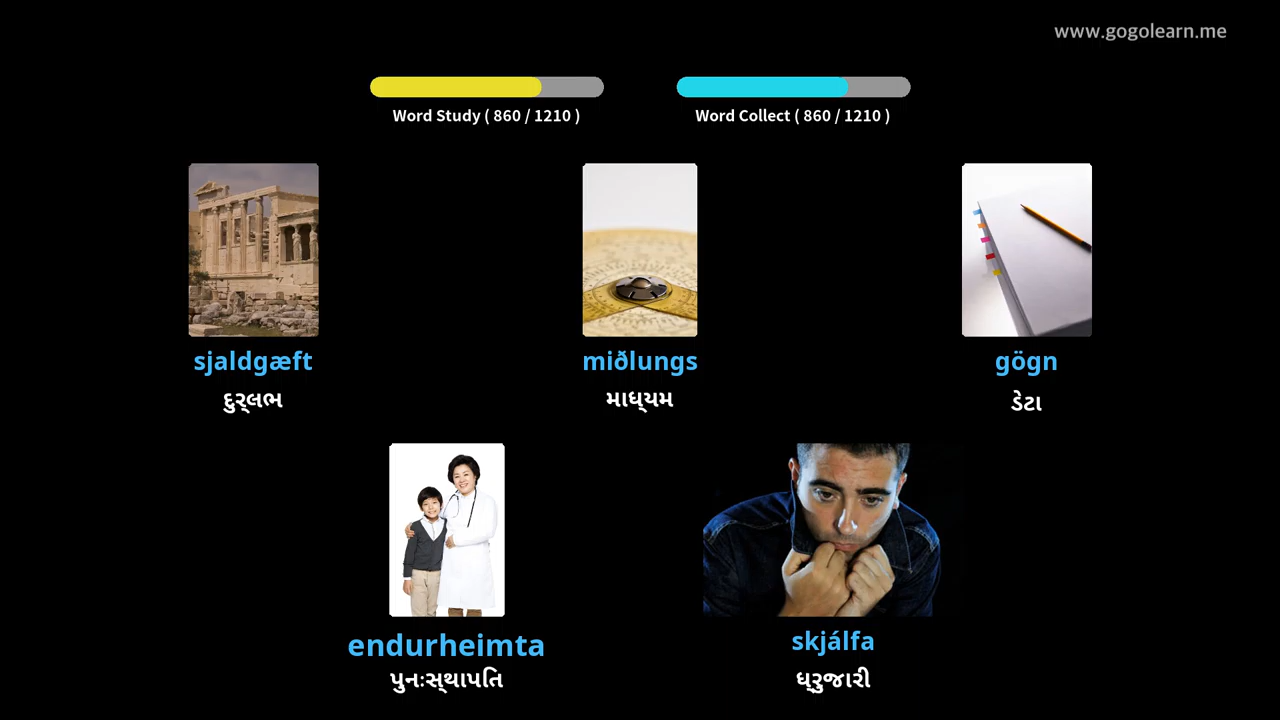 www.gogolearn.me
Word Study ( 860 / 1210 )
Word Collect ( 860 / 1210 )
sjaldgæft
દુર્લભ
miðlungs
માધ્યમ
gögn
ડેટા
endurheimta
પુનઃસ્થાપતિ
skjálfa
ધ્રુજારી